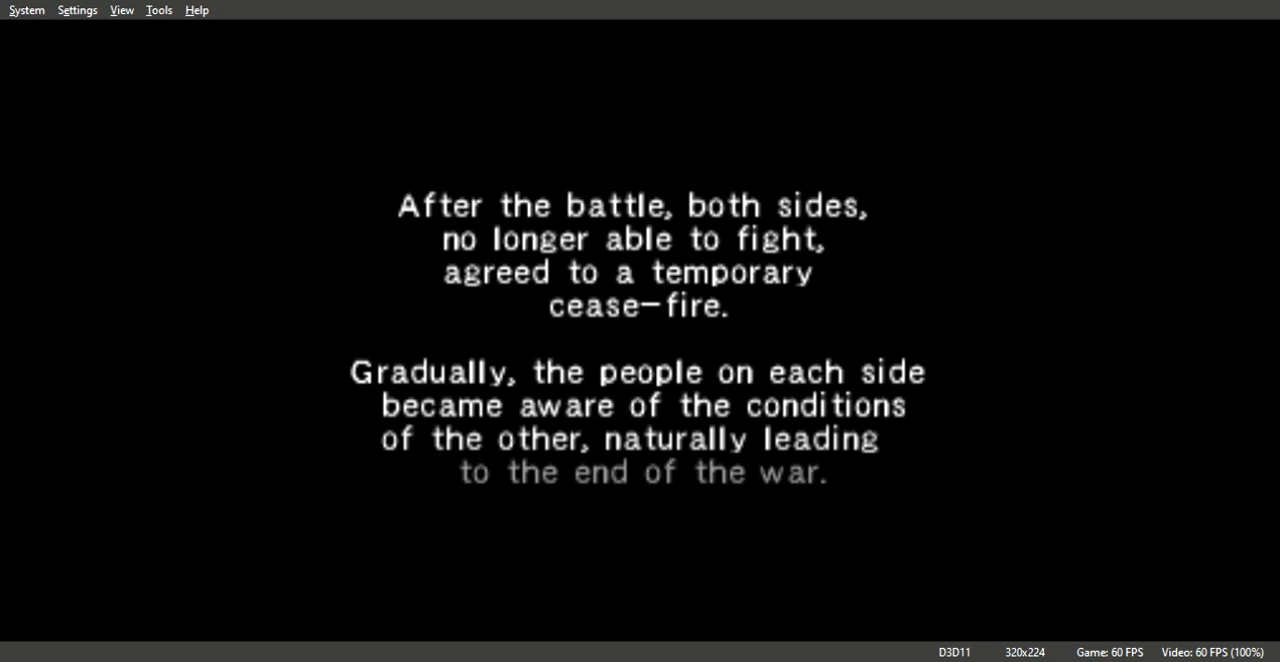 System Settings View Tools Help
After the battle, both sides,
no longer able to fight,
agreed to a temporary
cease-fire.
Gradually, the people on each side
became aware of the conditions
of the other, naturally leading
to the end of the war.
D3D11 320x224 Game: 60 FPS Video: 60 FPS (100%)